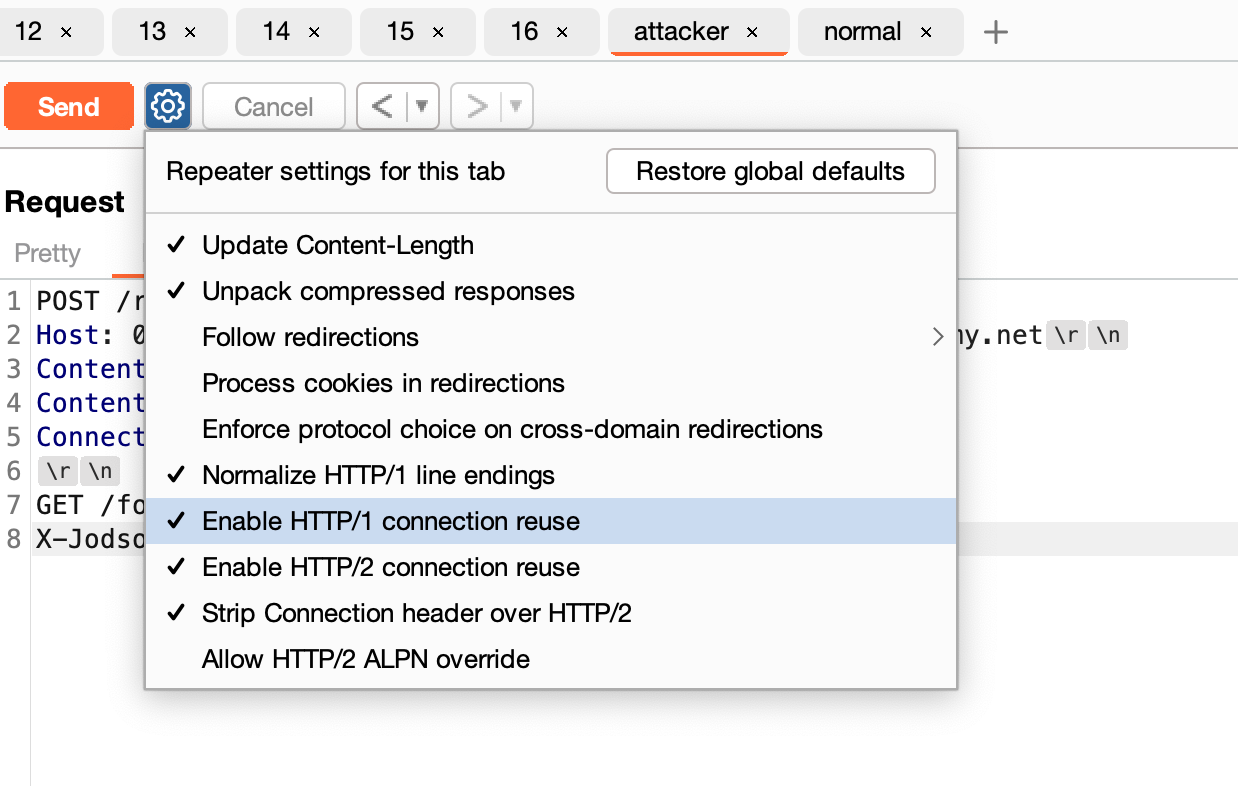 12 × 13 × 14 × 15 × 16 × attacker × normal × +
Send Cancel < ▼ > ▼
Repeater settings for this tab Restore global defaults
Request
Pretty
✓ Update Content-Length
✓ Unpack compressed responses
Follow redirections >
Process cookies in redirections
Enforce protocol choice on cross-domain redirections
✓ Normalize HTTP/1 line endings
✓ Enable HTTP/1 connection reuse
✓ Enable HTTP/2 connection reuse
✓ Strip Connection header over HTTP/2
Allow HTTP/2 ALPN override
1 POST /
2 Host: 0 y.net \r \n
3 Content
4 Content
5 Connect
6 \r \n
7 GET /fo
8 X-Jodso